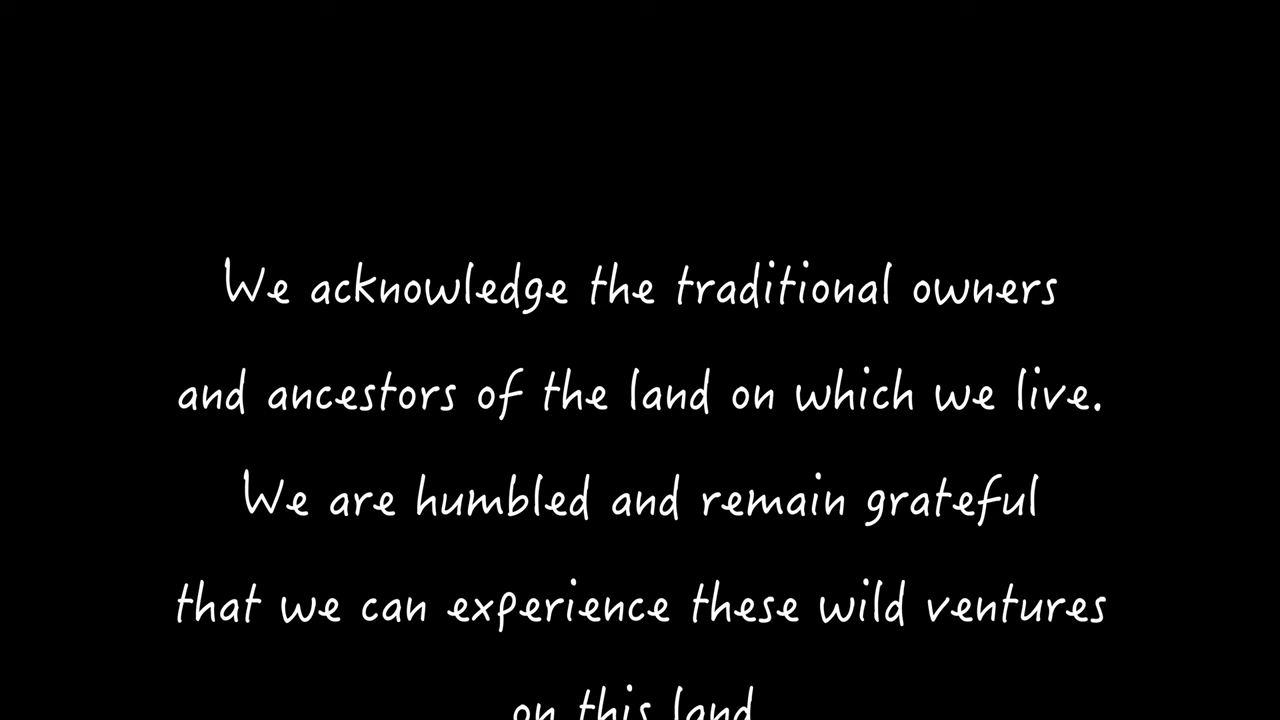 We acknowledge the traditional owners
and ancestors of the land on which we live.
We are humbled and remain grateful
that we can experience these wild ventures
on this land